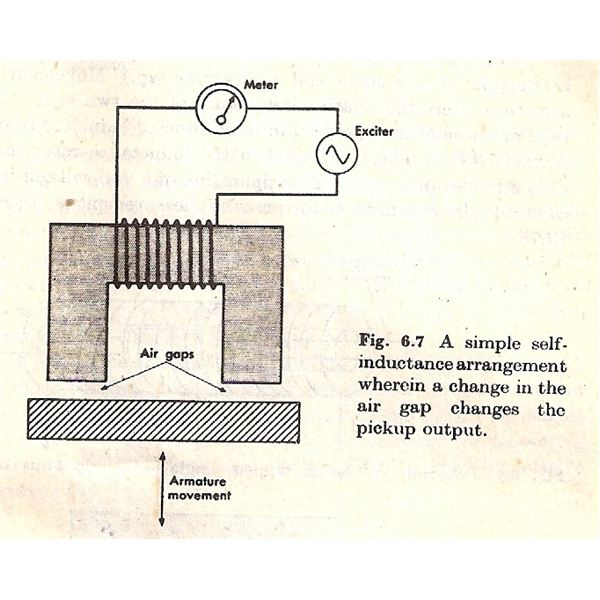 Meter
Exciter
Air gaps
Fig. 6.7 A simple self-
inductance arrangement
wherein a change in the
air gap changes the
pickup output.
Armature
movement